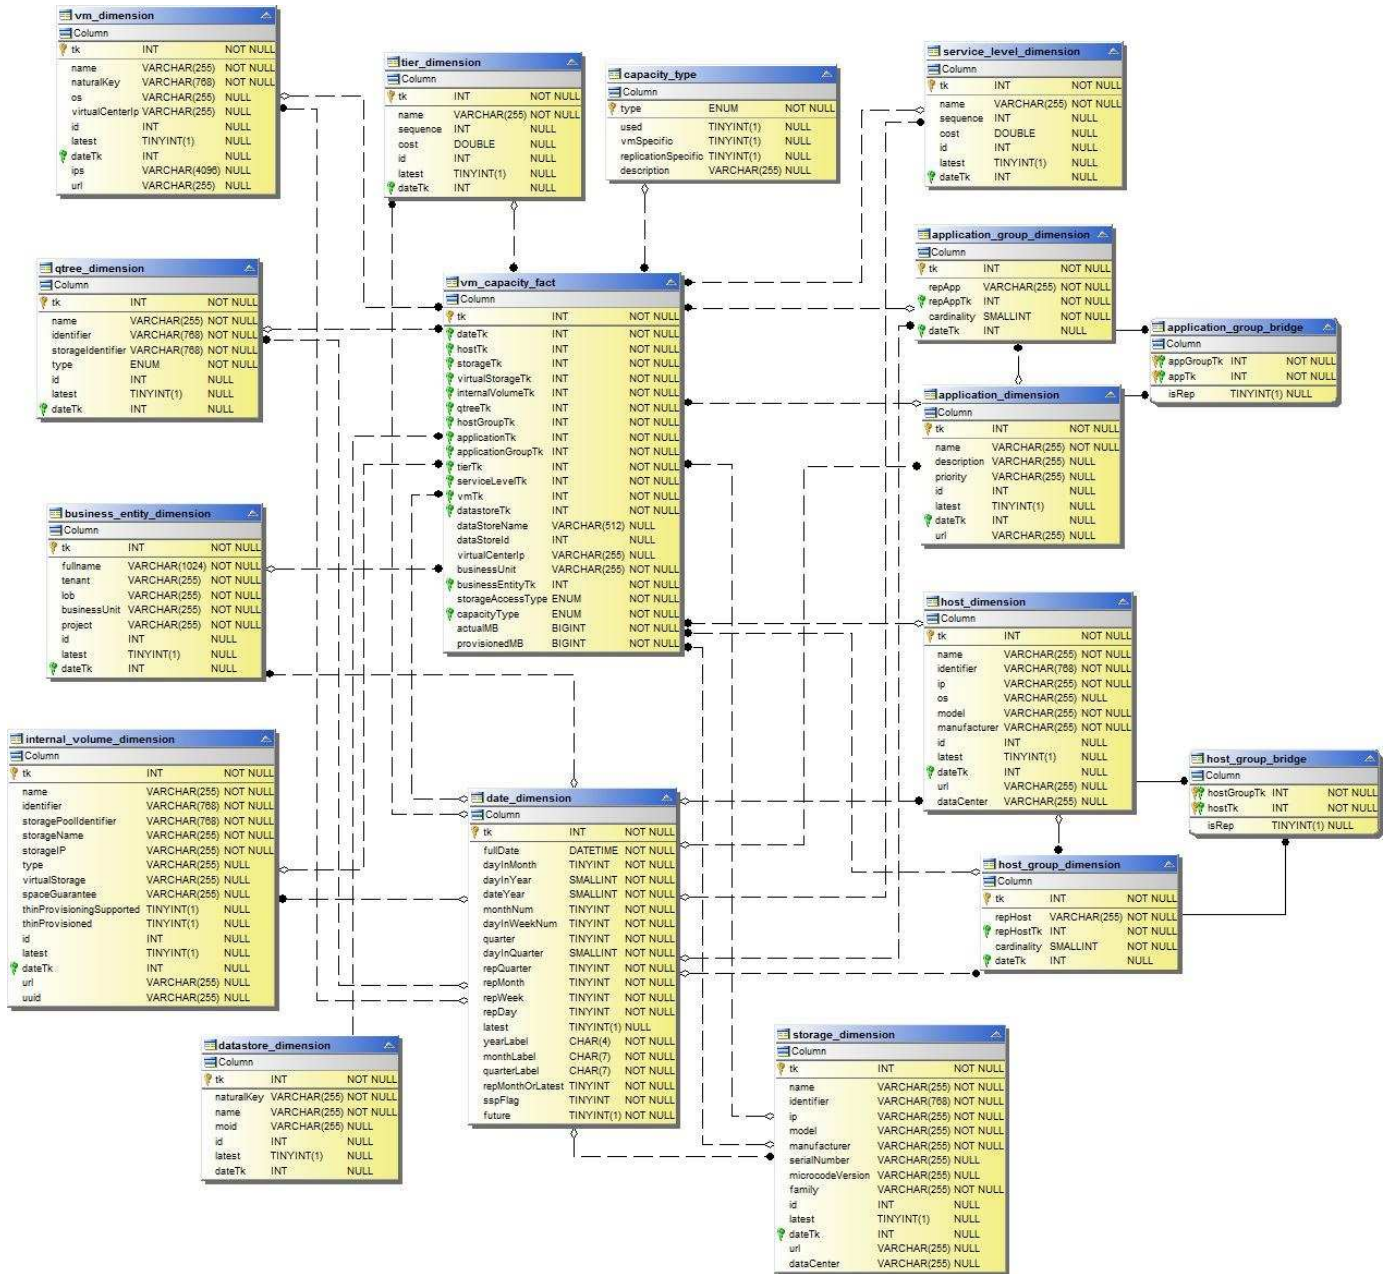 vm_dimension
Column
tk INT NOT NULL
name VARCHAR(255) NOT NULL
naturalKey VARCHAR(768) NOT NULL
os VARCHAR(255) NULL
virtualCenterIp VARCHAR(255) NULL
id INT NULL
latest TINYINT(1) NULL
dateTk INT NULL
ips VARCHAR(4096) NULL
url VARCHAR(255) NULL
tier_dimension
Column
tk INT NOT NULL
name VARCHAR(255) NOT NULL
sequence INT NULL
cost DOUBLE NULL
id INT NULL
latest TINYINT(1) NULL
dateTk INT NULL
capacity_type
Column
type ENUM NOT NULL
used TINYINT(1) NULL
vmSpecific TINYINT(1) NULL
replicationSpecific TINYINT(1) NULL
description VARCHAR(255) NULL
service_level_dimension
Column
tk INT NOT NULL
name VARCHAR(255) NOT NULL
sequence INT NULL
cost DOUBLE NULL
id INT NULL
latest TINYINT(1) NULL
dateTk INT NULL
qtree_dimension
Column
tk INT NOT NULL
name VARCHAR(255) NOT NULL
identifier VARCHAR(768) NOT NULL
storageIdentifier VARCHAR(768) NOT NULL
type ENUM NOT NULL
id INT NULL
latest TINYINT(1) NULL
dateTk INT NULL
vm_capacity_fact
Column
tk INT NOT NULL
dateTk INT NOT NULL
hostTk INT NOT NULL
storageTk INT NOT NULL
virtualStorageTk INT NOT NULL
internalVolumeTk INT NOT NULL
qtreeTk INT NOT NULL
hostGroupTk INT NOT NULL
applicationTk INT NOT NULL
applicationGroupTk INT NOT NULL
tierTk INT NOT NULL
serviceLevelTk INT NOT NULL
vmTk INT NOT NULL
datastoreTk INT NOT NULL
dataStoreName VARCHAR(512) NULL
dataStoreId INT NULL
virtualCenterIp VARCHAR(255) NULL
businessUnit VARCHAR(255) NOT NULL
businessEntityTk INT NOT NULL
storageAccessType ENUM NOT NULL
capacityType ENUM NOT NULL
actualMB BIGINT NOT NULL
provisionedMB BIGINT NOT NULL
application_group_dimension
Column
tk INT NOT NULL
repApp VARCHAR(255) NOT NULL
repAppTk INT NOT NULL
cardinality SMALLINT NOT NULL
dateTk INT NULL
application_group_bridge
Column
appGroupTk INT NOT NULL
appTk INT NOT NULL
isRep TINYINT(1) NULL
application_dimension
Column
tk INT NOT NULL
name VARCHAR(255) NOT NULL
description VARCHAR(255) NULL
priority VARCHAR(255) NULL
id INT NULL
latest TINYINT(1) NULL
dateTk INT NULL
url VARCHAR(255) NULL
business_entity_dimension
Column
tk INT NOT NULL
fullname VARCHAR(1024) NOT NULL
tenant VARCHAR(255) NOT NULL
lob VARCHAR(255) NOT NULL
businessUnit VARCHAR(255) NOT NULL
project VARCHAR(255) NOT NULL
id INT NULL
latest TINYINT(1) NULL
dateTk INT NULL
host_dimension
Column
tk INT NOT NULL
name VARCHAR(255) NOT NULL
identifier VARCHAR(768) NOT NULL
ip VARCHAR(255) NOT NULL
os VARCHAR(255) NULL
model VARCHAR(255) NOT NULL
manufacturer VARCHAR(255) NOT NULL
id INT NULL
latest TINYINT(1) NULL
dateTk INT NULL
url VARCHAR(255) NULL
dataCenter VARCHAR(255) NULL
host_group_bridge
Column
hostGroupTk INT NOT NULL
hostTk INT NOT NULL
isRep TINYINT(1) NULL
internal_volume_dimension
Column
tk INT NOT NULL
name VARCHAR(255) NOT NULL
identifier VARCHAR(768) NOT NULL
storagePoolIdentifier VARCHAR(768) NOT NULL
storageName VARCHAR(255) NOT NULL
storageIP VARCHAR(255) NOT NULL
type VARCHAR(255) NULL
virtualStorage VARCHAR(255) NULL
spaceGuarantee VARCHAR(255) NULL
thinProvisioningSupported TINYINT(1) NULL
thinProvisioned TINYINT(1) NULL
id INT NULL
latest TINYINT(1) NULL
dateTk INT NULL
url VARCHAR(255) NULL
uuid VARCHAR(255) NULL
date_dimension
Column
tk INT NOT NULL
fullDate DATETIME NOT NULL
dayInMonth TINYINT NOT NULL
dayInYear SMALLINT NOT NULL
dateYear SMALLINT NOT NULL
monthNum TINYINT NOT NULL
dayInWeekNum TINYINT NOT NULL
quarter TINYINT NOT NULL
dayInQuarter SMALLINT NOT NULL
repQuarter TINYINT NOT NULL
repMonth TINYINT NOT NULL
repWeek TINYINT NOT NULL
repDay TINYINT NOT NULL
latest TINYINT(1) NULL
yearLabel CHAR(4) NOT NULL
monthLabel CHAR(7) NOT NULL
quarterLabel CHAR(7) NOT NULL
repMonthOrLatest TINYINT NOT NULL
sspFlag TINYINT NOT NULL
future TINYINT(1) NOT NULL
host_group_dimension
Column
tk INT NOT NULL
repHost VARCHAR(255) NOT NULL
repHostTk INT NOT NULL
cardinality SMALLINT NOT NULL
dateTk INT NULL
datastore_dimension
Column
tk INT NOT NULL
naturalKey VARCHAR(255) NOT NULL
name VARCHAR(255) NOT NULL
moid VARCHAR(255) NULL
id INT NULL
latest TINYINT(1) NULL
dateTk INT NULL
storage_dimension
Column
tk INT NOT NULL
name VARCHAR(255) NOT NULL
identifier VARCHAR(768) NOT NULL
ip VARCHAR(255) NOT NULL
model VARCHAR(255) NOT NULL
manufacturer VARCHAR(255) NOT NULL
serialNumber VARCHAR(255) NULL
microcodeVersion VARCHAR(255) NULL
family VARCHAR(255) NOT NULL
id INT NULL
latest TINYINT(1) NULL
dateTk INT NULL
url VARCHAR(255) NULL
dataCenter VARCHAR(255) NULL